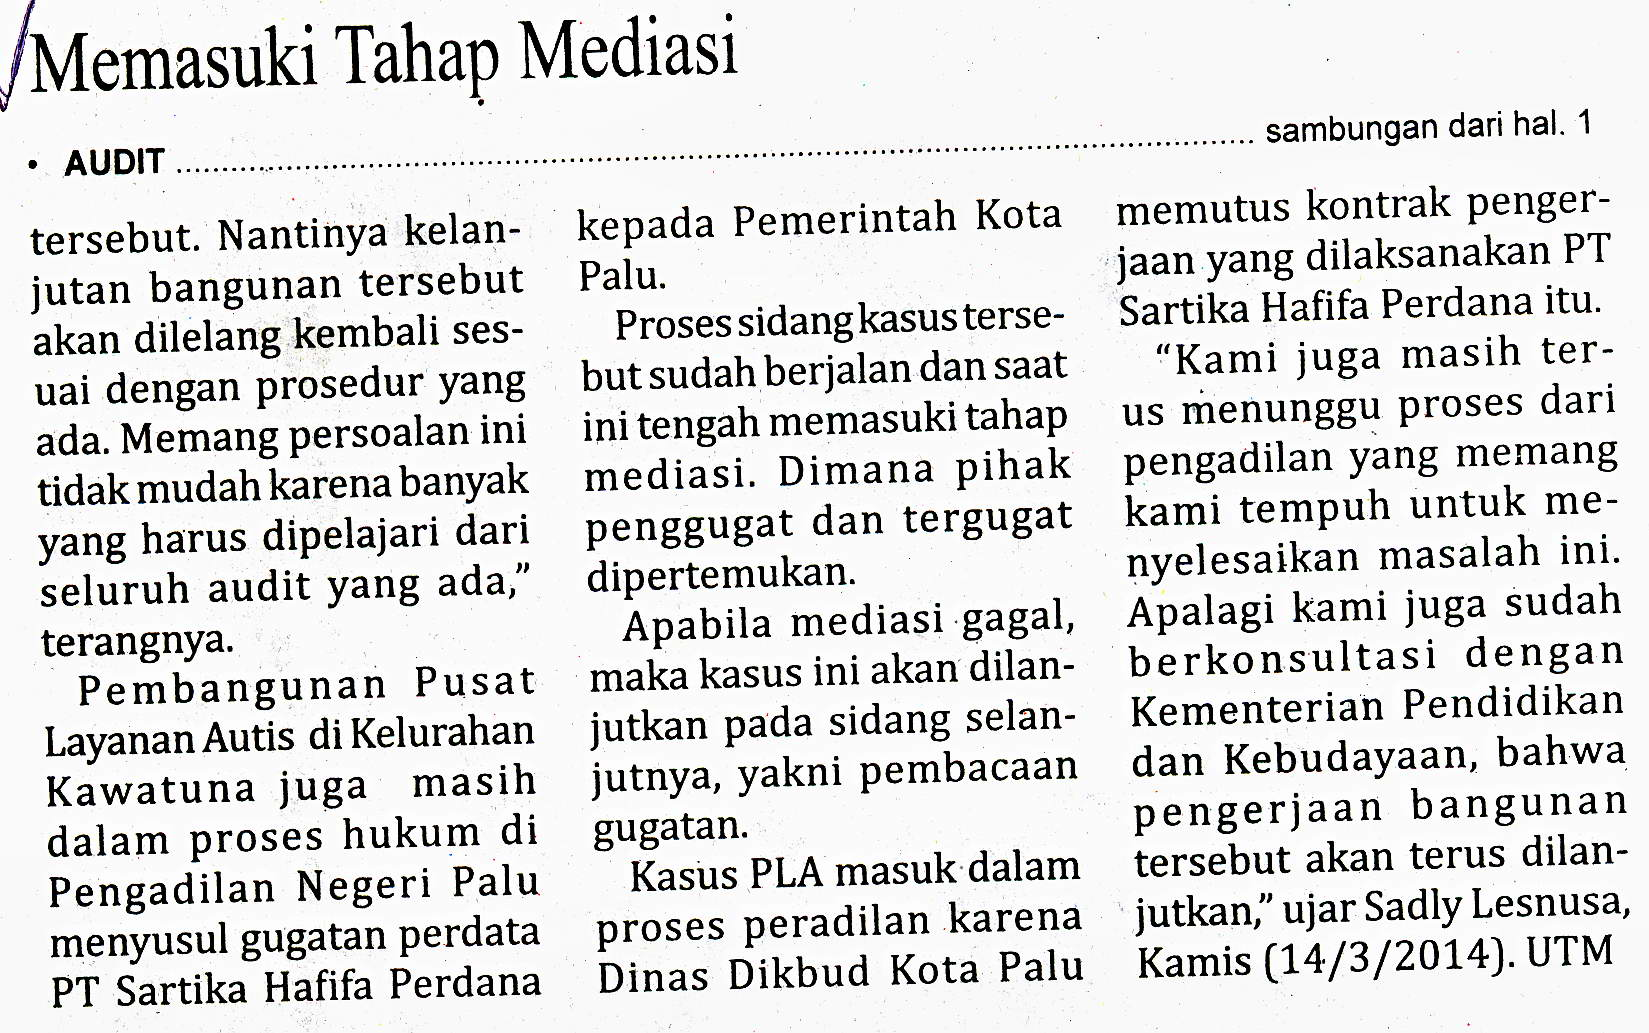 Memasuki Tahap Mediasi
• AUDIT ........................ sambungan dari hal. 1
tersebut. Nantinya kelan-
jutan bangunan tersebut
akan dilelang kembali ses-
uai dengan prosedur yang
ada. Memang persoalan ini
tidak mudah karena banyak
yang harus dipelajari dari
seluruh audit yang ada,”
terangnya.
Pembangunan Pusat
Layanan Autis di Kelurahan
Kawatuna juga masih
dalam proses hukum di
Pengadilan Negeri Palu
menyusul gugatan perdata
PT Sartika Hafifa Perdana
kepada Pemerintah Kota
Palu.
Proses sidang kasus terse-
but sudah berjalan dan saat
ini tengah memasuki tahap
mediasi. Dimana pihak
penggugat dan tergugat
dipertemukan.
Apabila mediasi gagal,
maka kasus ini akan dilan-
jutkan pada sidang selan-
jutnya, yakni pembacaan
gugatan.
Kasus PLA masuk dalam
proses peradilan karena
Dinas Dikbud Kota Palu
memutus kontrak penger-
jaan yang dilaksanakan PT
Sartika Hafifa Perdana itu.
“Kami juga masih ter-
us menunggu proses dari
pengadilan yang memang
kami tempuh untuk me-
nyelesaikan masalah ini.
Apalagi kami juga sudah
berkonsultasi dengan
Kementerian Pendidikan
dan Kebudayaan, bahwa
pengerjaan bangunan
tersebut akan terus dilan-
jutkan,” ujar Sadly Lesnusa,
Kamis (14/3/2014). UTM